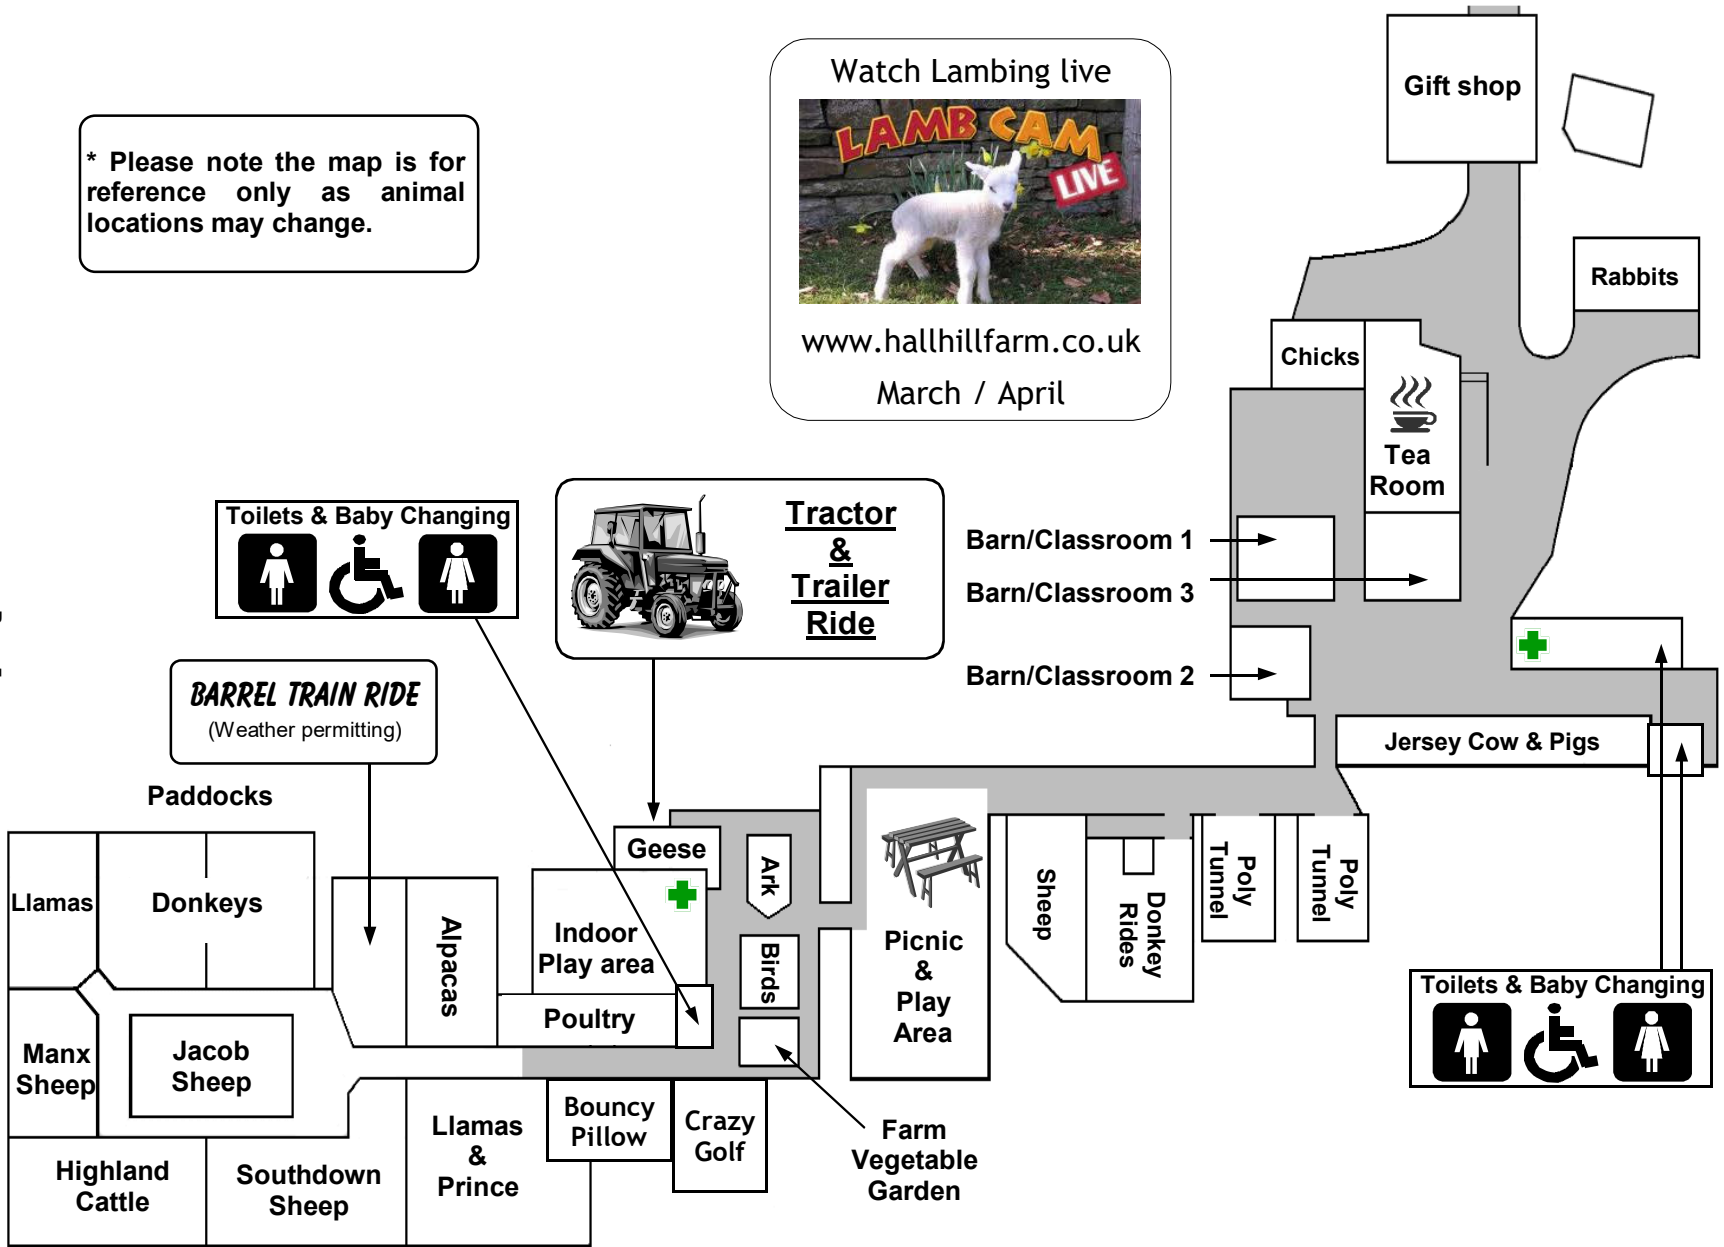 Gift shop
Watch Lambing live
LAMB CAM
LIVE
www.hallhillfarm.co.uk
March / April
* Please note the map is for
reference only as animal
locations may change.
Rabbits
Chicks
Tea
Room
Toilets & Baby Changing
Tractor
&
Trailer
Ride
Barn/Classroom 1
Barn/Classroom 3
Barn/Classroom 2
BARREL TRAIN RIDE
(Weather permitting)
Jersey Cow & Pigs
Paddocks
Geese
Ark
Llamas
Donkeys
Alpacas
Indoor
Play area
Birds
Picnic
&
Play
Area
Sheep
Donkey
Rides
Poly
Tunnel
Poly
Tunnel
Poultry
Toilets & Baby Changing
Manx
Sheep
Jacob
Sheep
Highland
Cattle
Southdown
Sheep
Llamas
&
Prince
Bouncy
Pillow
Crazy
Golf
Farm
Vegetable
Garden